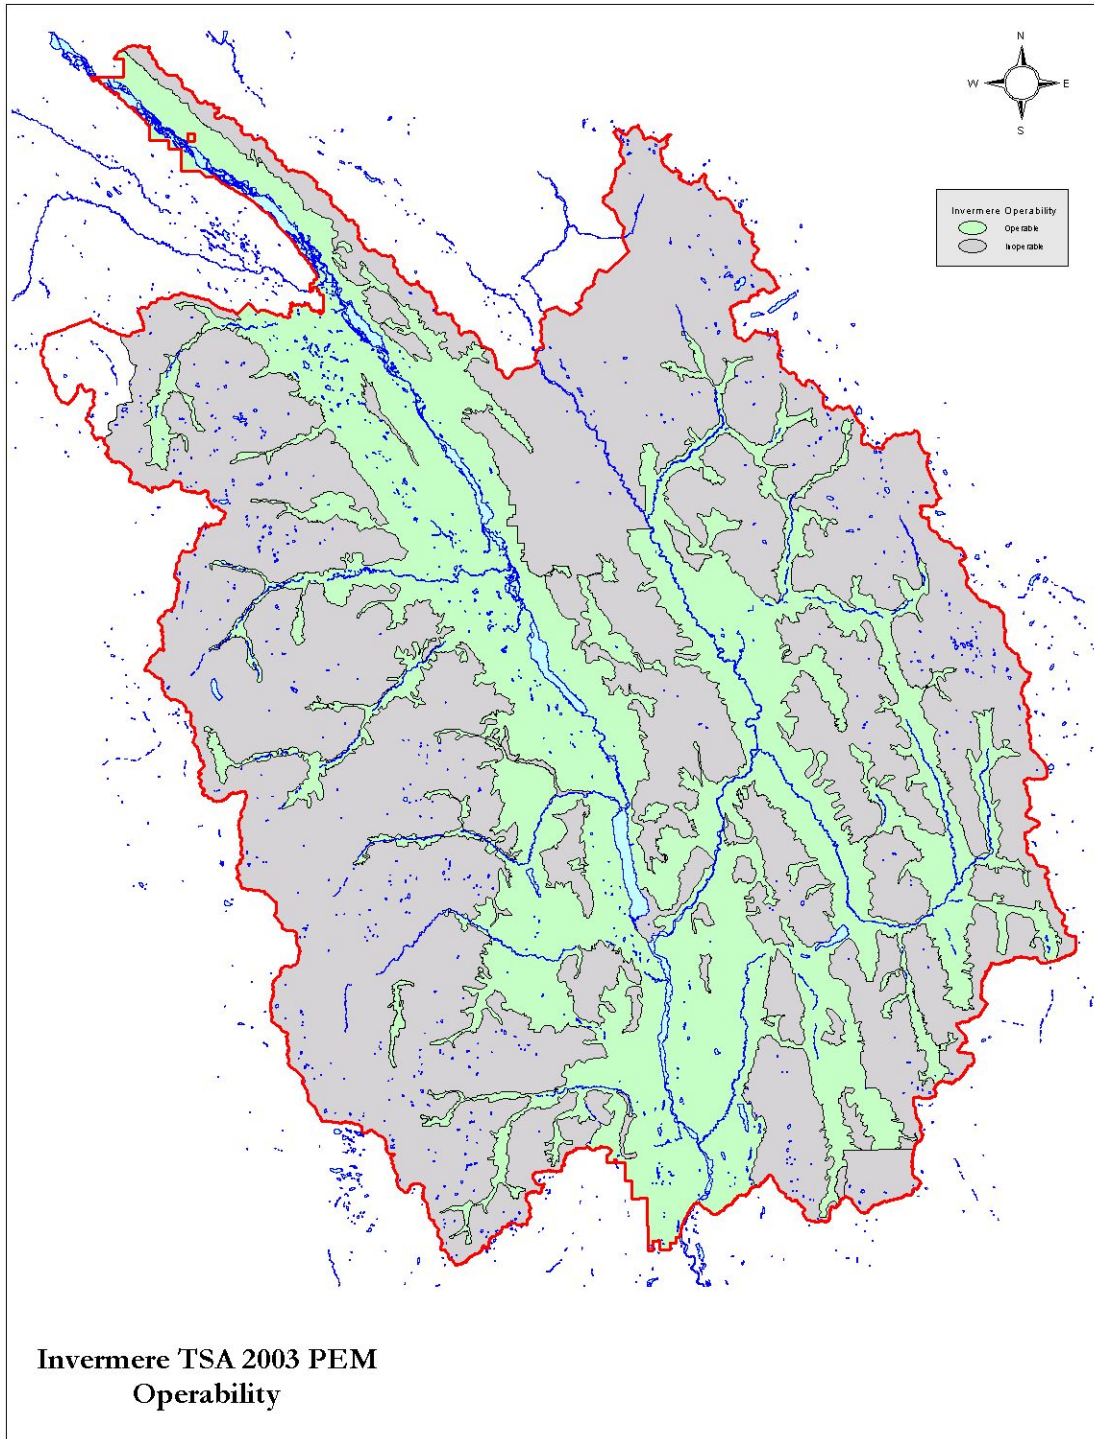 N
W E
S
Invermere Operability
Operable
Inoperable
Invermere TSA 2003 PEM
Operability